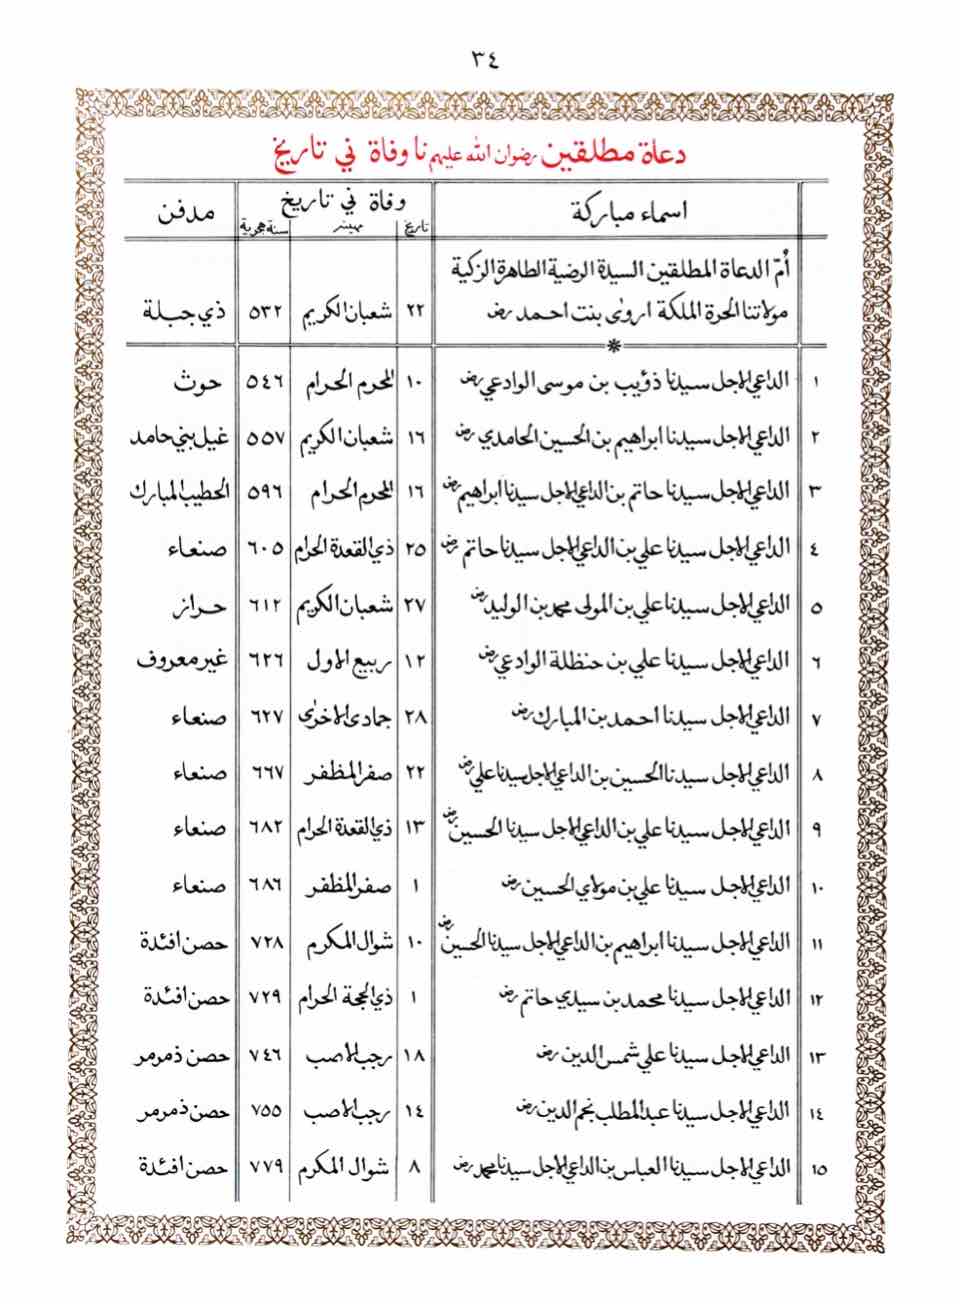 ٣٤
دعاة مطلقين رضوان الله عليهم نا وفاة ني تاريخ
اسماء مباركة وفاة ني تاريخ مدفن
تاريخ مهينر سنة هجرية
أمّ الدعاة المطلقين السيدة الرضية الطاهرة الزكية
مولاتنا الحرة الملكة اروىٰ بنت احمد رض ٢٢ شعبان الكريم ٥٣٢ ذي جبلة
١ الداعي الاجل سيدنا ذؤيب بن موسى الوادعي رض ١٠ المحرم الحرام ٥٤٦ حوث
٢ الداعي الاجل سيدنا ابراهيم بن الحسين الحامدي رض ١٦ شعبان الكريم ٥٥٧ غيل بني حامد
٣ الداعي الاجل سيدنا حاتم بن الداعي الاجل سيدنا ابراهيم رض ١٦ المحرم الحرام ٥٩٦ الحطيب المبارك
٤ الداعي الاجل سيدنا علي بن الداعي الاجل سيدنا حاتم رض ٢٥ ذي القعدة الحرام ٦٠٥ صنعاء
٥ الداعي الاجل سيدنا علي بن المولى محمد بن الوليد رض ٢٧ شعبان الكريم ٦١٢ حراز
٦ الداعي الاجل سيدنا علي بن حنظلة الوادعي رض ١٢ ربيع الاول ٦٢٦ غير معروف
٧ الداعي الاجل سيدنا احمد بن المبارك رض ٢٨ جمادى الاخرىٰ ٦٢٧ صنعاء
٨ الداعي الاجل سيدنا الحسين بن الداعي الاجل سيدنا علي رض ٢٢ صفر المظفر ٦٦٧ صنعاء
٩ الداعي الاجل سيدنا علي بن الداعي الاجل سيدنا الحسين رض ١٣ ذي القعدة الحرام ٦٨٢ صنعاء
١٠ الداعي الاجل سيدنا علي بن مولاي الحسين رض ١ صفر المظفر ٦٨٦ صنعاء
١١ الداعي الاجل سيدنا ابراهيم بن الداعي الاجل سيدنا الحسين رض ١٠ شوال المكرم ٧٢٨ حصن افئدة
١٢ الداعي الاجل سيدنا محمد بن سيدي حاتم رض ١ ذي الحجة الحرام ٧٢٩ حصن افئدة
١٣ الداعي الاجل سيدنا علي شمس الدين رض ١٨ رجب الاصب ٧٤٦ حصن ذمرمر
١٤ الداعي الاجل سيدنا عبد المطلب نجم الدين رض ١٤ رجب الاصب ٧٥٥ حصن ذمرمر
١٥ الداعي الاجل سيدنا العباس بن الداعي الاجل سيدنا محمد رض ٨ شوال المكرم ٧٧٩ حصن افئدة